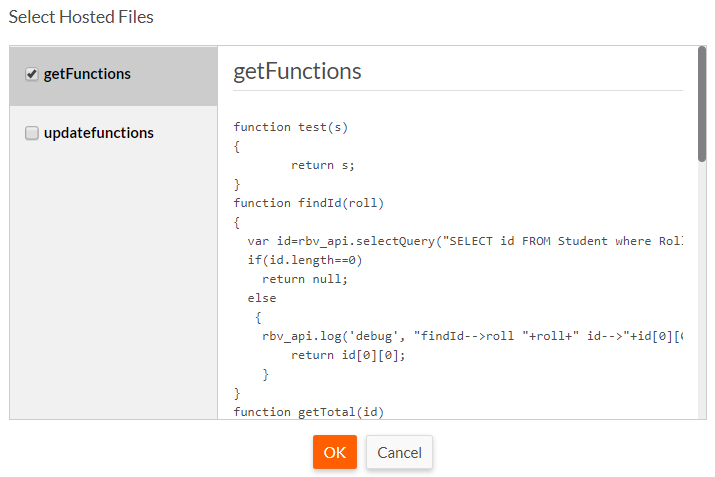 Select Hosted Files
getFunctions
updatefunctions
getFunctions
function test(s)
{
        return s;
}
function findId(roll)
{
  var id=rbv_api.selectQuery("SELECT id FROM Student where Rol
  if(id.length==0)
    return null;
  else
   {
    rbv_api.log('debug', "findId-->roll "+roll+" id-->"+id[0][
        return id[0][0];
    }
}
function getTotal(id)
OK
Cancel